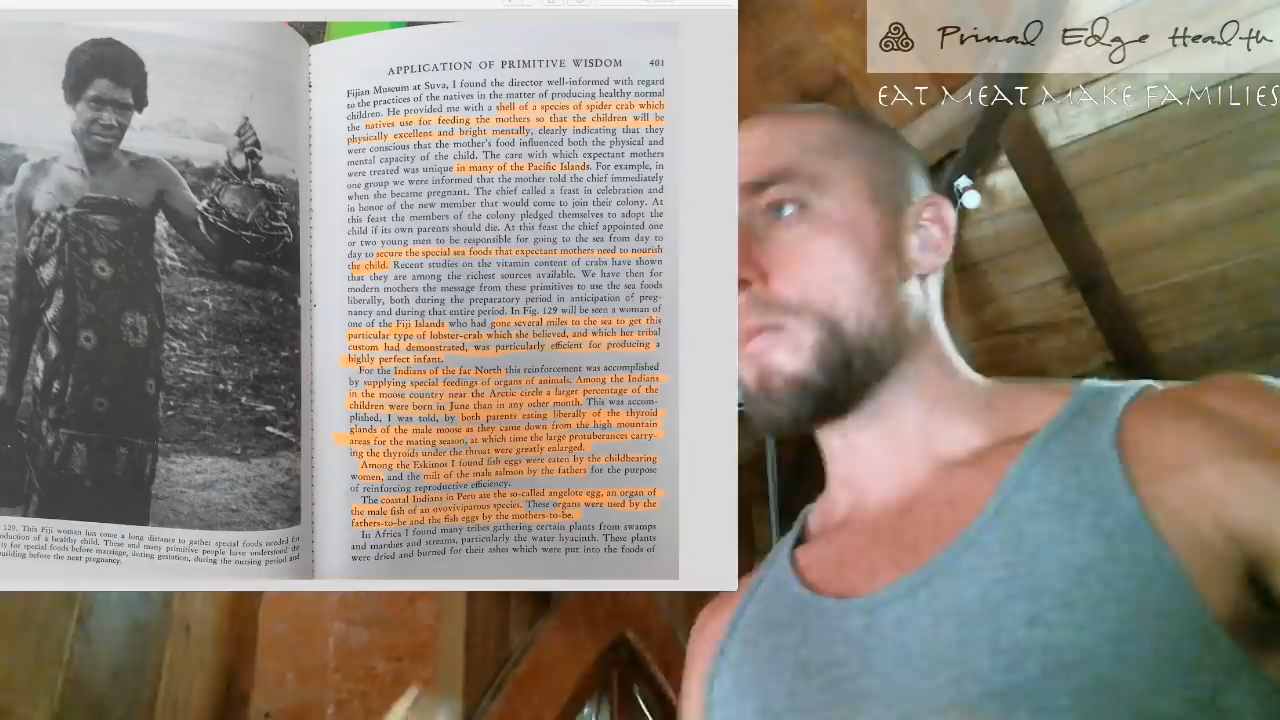 Primal Edge Health
EAT MEAT MAKE FAMILIES
APPLICATION OF PRIMITIVE WISDOM 401
Fijian Museum at Suva, I found the director well-informed with regard
to the practices of the natives in the matter of producing healthy normal
children. He provided me with a shell of a species of spider crab which
the natives use for feeding the mothers so that the children will be
physically excellent and bright mentally, clearly indicating that they
were conscious that the mother's food influenced both the physical and
mental capacity of the child. The care with which expectant mothers
were treated was unique in many of the Pacific Islands. For example, in
one group we were informed that the mother told the chief immediately
when she became pregnant. The chief called a feast in celebration and
in honor of the new member that would come to join their colony. At
this feast the members of the colony pledged themselves to adopt the
child if its own parents should die. At this feast the chief appointed one
or two young men to be responsible for going to the sea from day to
day to secure the special sea foods that expectant mothers need to nourish
the child. Recent studies on the vitamin content of crabs have shown
that they are among the richest sources available. We have then for
modern mothers the message from these primitives to use the sea foods
liberally, both during the preparatory period in anticipation of preg-
nancy and during that entire period. In Fig. 129 will be seen a woman of
one of the Fiji Islands who had gone several miles to the sea to get this
particular type of lobster-crab which she believed, and which her tribal
custom had demonstrated, was particularly efficient for producing a
highly perfect infant.
For the Indians of the far North this reinforcement was accomplished
by supplying special feedings of organs of animals. Among the Indians
in the moose country near the Arctic circle a larger percentage of the
children were born in June than in any other month. This was accom-
plished, I was told, by both parents eating liberally of the thyroid
glands of the male moose as they came down from the high mountain
areas for the mating season, at which time the large protuberances carry-
ing the thyroids under the throat were greatly enlarged.
Among the Eskimos I found fish eggs were eaten by the childbearing
women, and the milt of the male salmon by the fathers for the purpose
of reinforcing reproductive efficiency.
The coastal Indians in Peru ate the so-called angelote egg, an organ of
the male fish of an ovoviviparous species. These organs were used by the
fathers-to-be and the fish eggs by the mothers-to-be.
In Africa I found many tribes gathering certain plants from swamps
and marshes and streams, particularly the water hyacinth. These plants
were dried and burned for their ashes which were put into the foods of
129. This Fiji woman has come a long distance to gather special foods needed for
oduction of a healthy child. These and many primitive people have understood the
ty for special foods before marriage, during gestation, during the nursing period and
uilding before the next pregnancy.